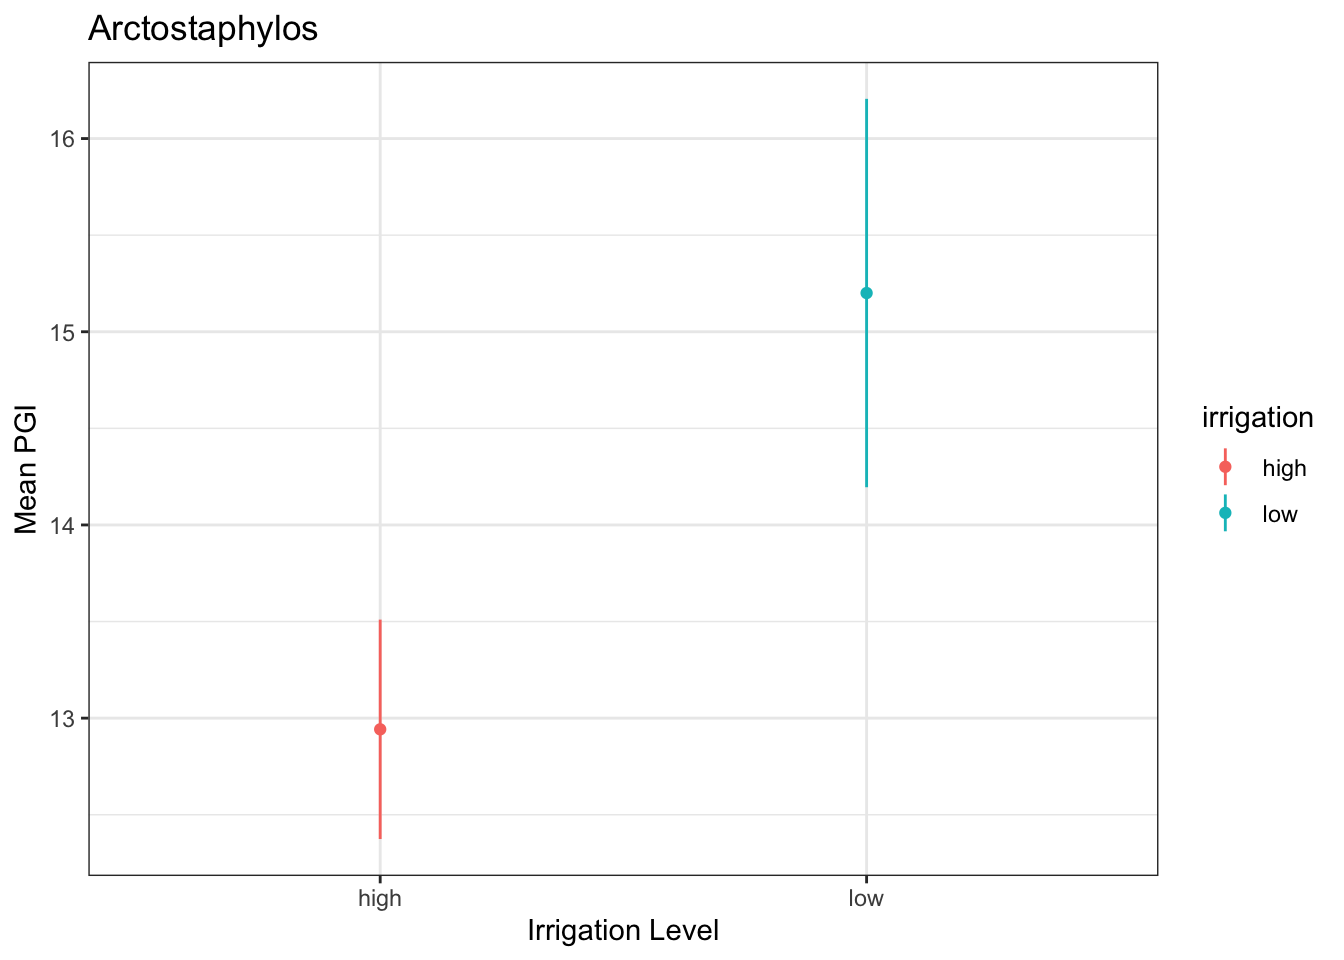 Arctostaphylos
16
15
14
13
Mean PGI
high
low
Irrigation Level
irrigation
high
low